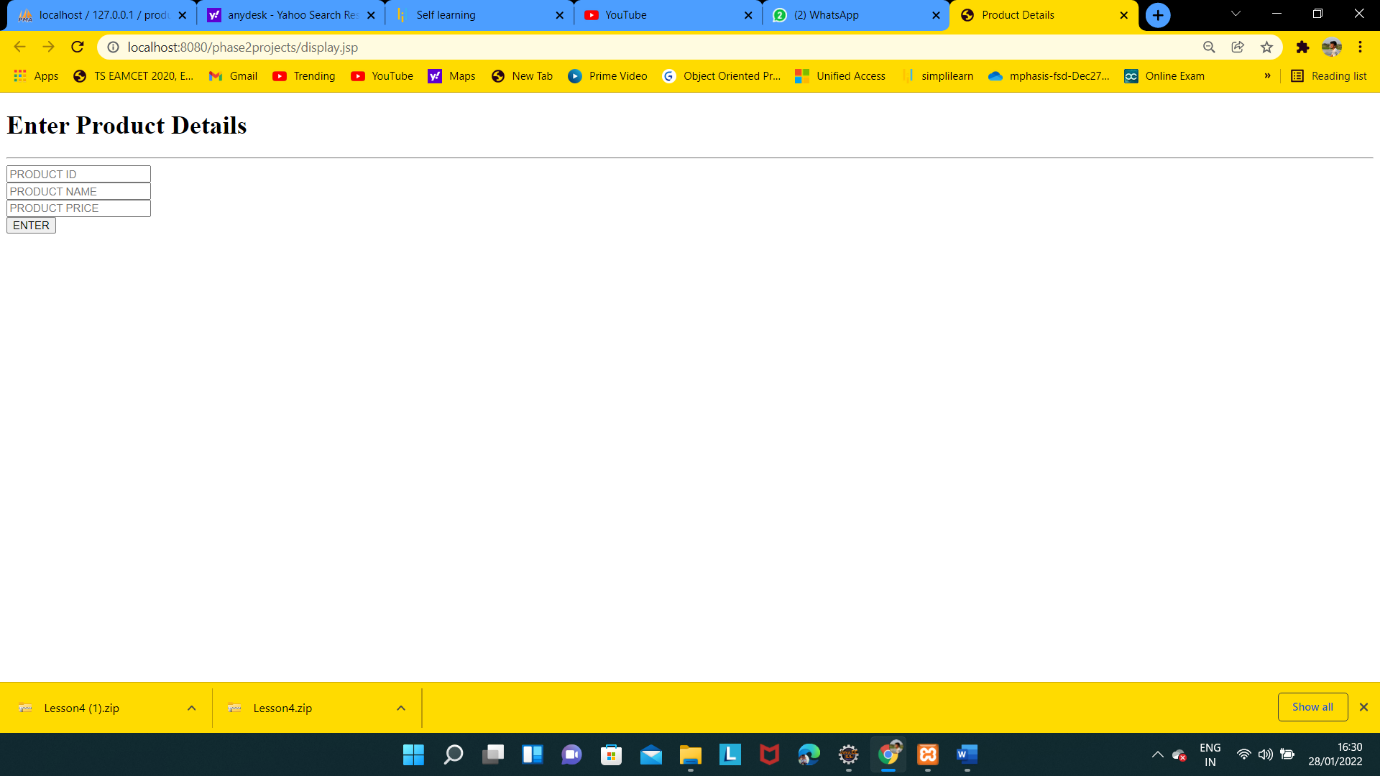 localhost / 127.0.0.1 / produ
anydesk - Yahoo Search Res
Self learning
YouTube
(2) WhatsApp
Product Details
localhost:8080/phase2projects/display.jsp
Apps
TS EAMCET 2020, E...
Gmail
Trending
YouTube
Maps
New Tab
Prime Video
Object Oriented Pr...
Unified Access
simplilearn
mphasis-fsd-Dec27...
Online Exam
»
Reading list
Enter Product Details
PRODUCT ID
PRODUCT NAME
PRODUCT PRICE
ENTER
Lesson4 (1).zip
Lesson4.zip
Show all
ENG
IN
16:30
28/01/2022